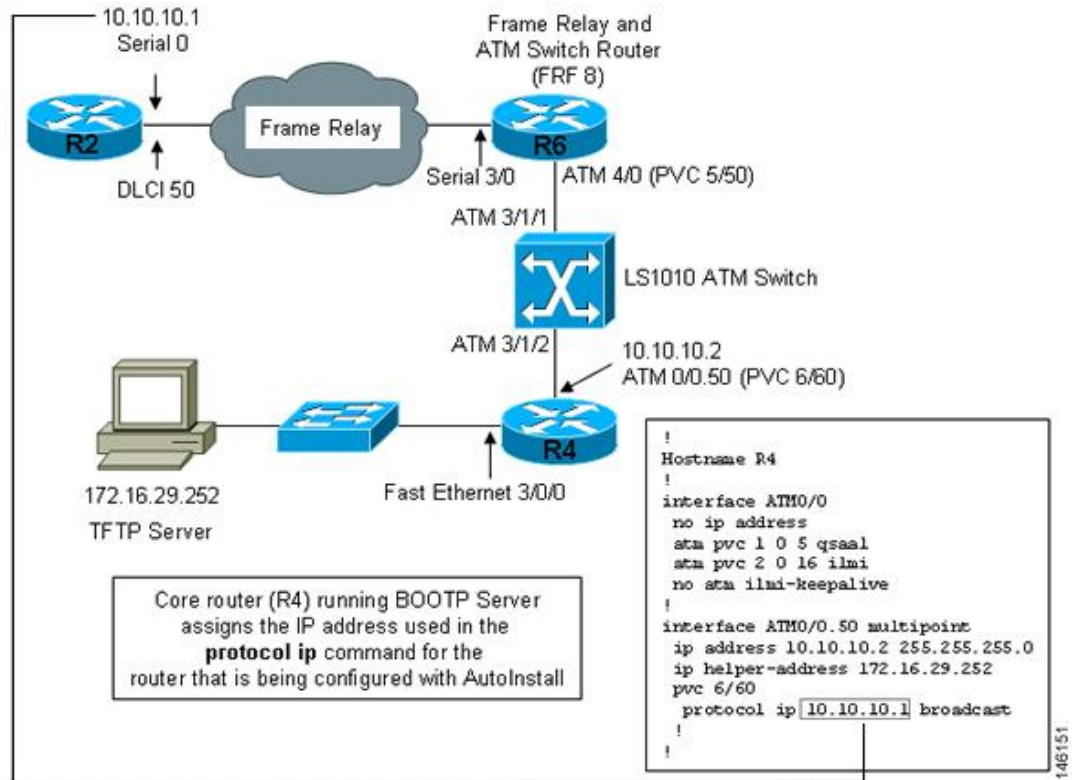 10.10.10.1
Serial 0
Frame Relay and
ATM Switch Router
(FRF 8)
R2
Frame Relay
R6
DLCI 50
Serial 3/0
ATM 4/0 (PVC 5/50)
ATM 3/1/1
LS1010 ATM Switch
ATM 3/1/2
10.10.10.2
ATM 0/0.50 (PVC 6/60)
R4
172.16.29.252
TFTP Server
Fast Ethernet 3/0/0
Core router (R4) running BOOTP Server
assigns the IP address used in the
protocol ip command for the
router that is being configured with AutoInstall
!
Hostname R4
!
interface ATM0/0
no ip address
atm pvc 1 0 5 qsaal
atm pvc 2 0 16 ilmi
no atm ilmi-keepalive
!
interface ATM0/0.50 multipoint
ip address 10.10.10.2 255.255.255.0
ip helper-address 172.16.29.252
pvc 6/60
protocol ip 10.10.10.1 broadcast
!
!
146151